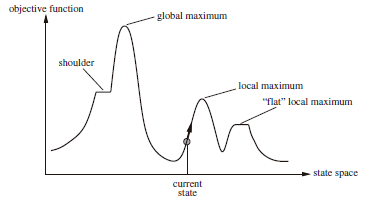 objective function
global maximum
shoulder
local maximum
“flat” local maximum
state space
current
state